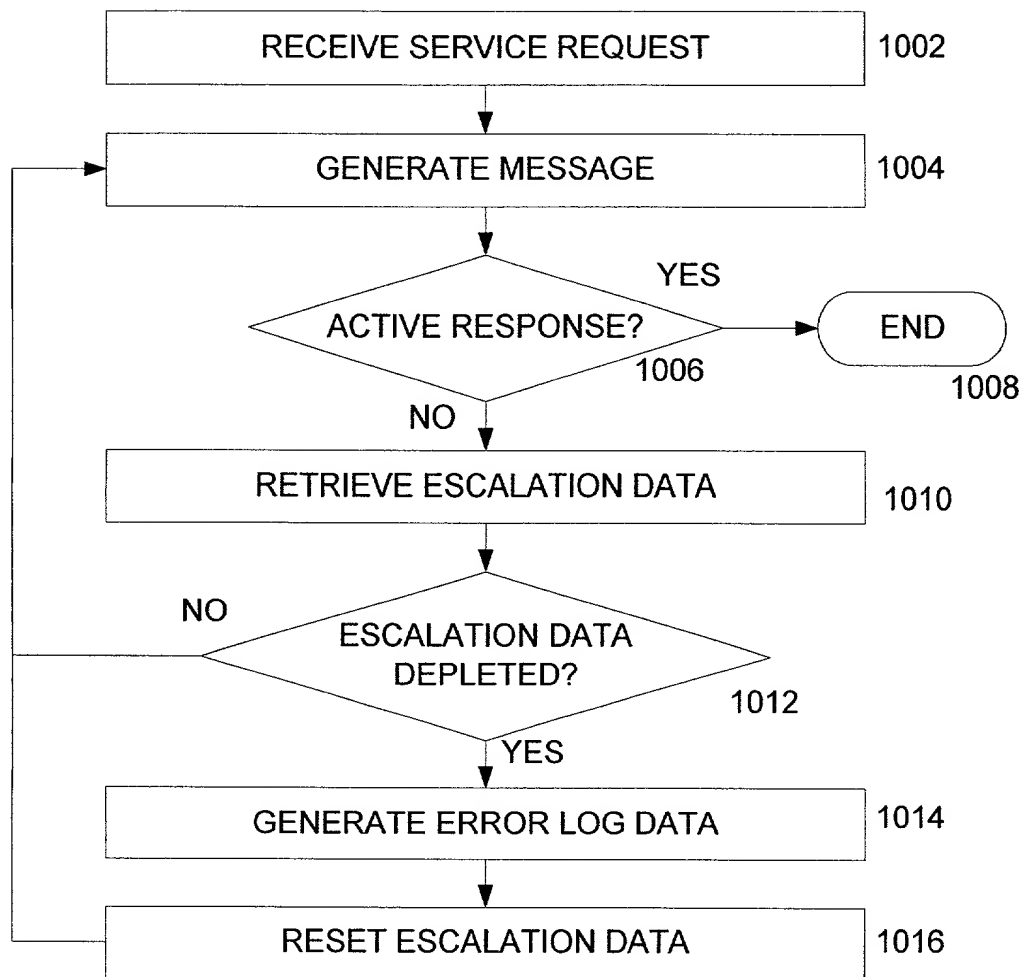 RECEIVE SERVICE REQUEST 1002
GENERATE MESSAGE 1004
YES
ACTIVE RESPONSE? END
1006
1008
NO
RETRIEVE ESCALATION DATA 1010
NO
ESCALATION DATA
DEPLETED?
1012
YES
GENERATE ERROR LOG DATA 1014
RESET ESCALATION DATA 1016